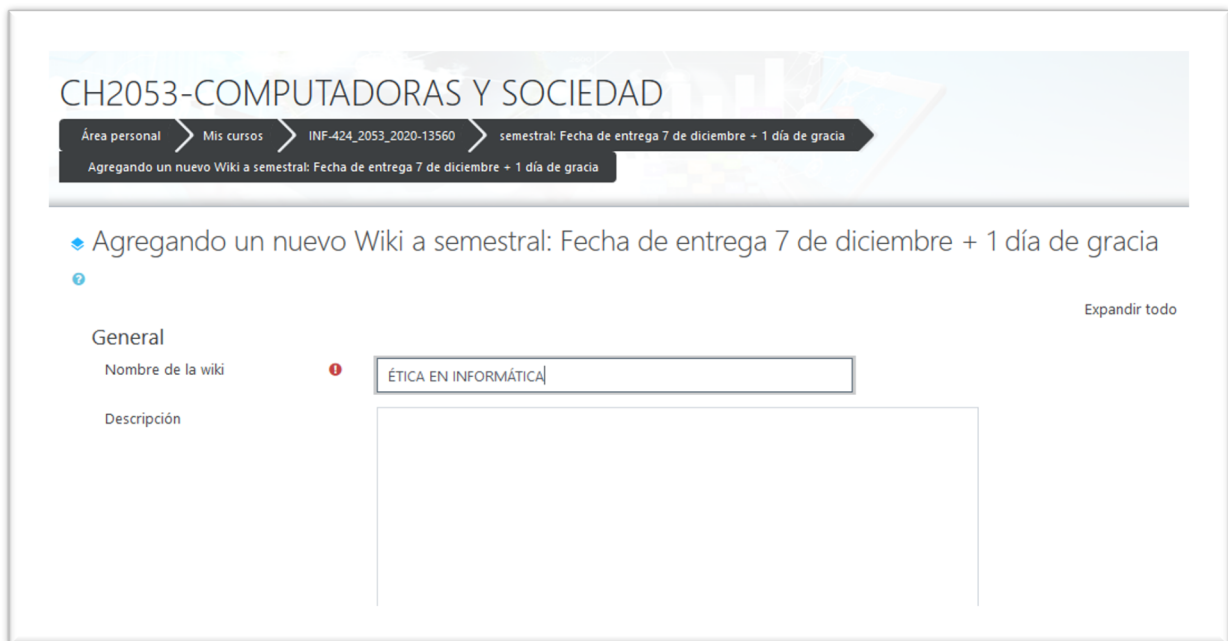 CH2053-COMPUTADORAS Y SOCIEDAD
Área personal Mis cursos INF-424_2053_2020-13560 semestral: Fecha de entrega 7 de diciembre + 1 día de gracia
Agregando un nuevo Wiki a semestral: Fecha de entrega 7 de diciembre + 1 día de gracia
Agregando un nuevo Wiki a semestral: Fecha de entrega 7 de diciembre + 1 día de gracia
Expandir todo
General
Nombre de la wiki ÉTICA EN INFORMÁTICA
Descripción